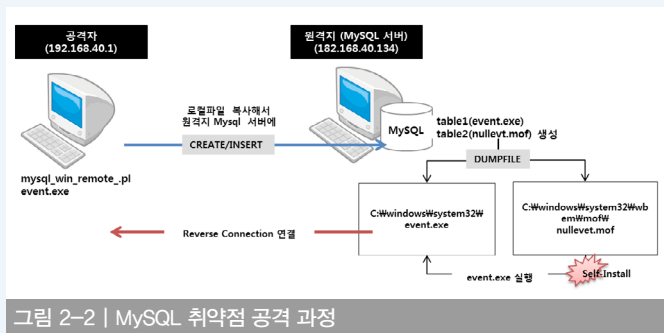 공격자
(192.168.40.1)
원격지 (MySQL 서버)
(182.168.40.134)
로컬파일 복사해서
원격지 Mysql 서버에
CREATE/INSERT
mysql_win_remote_.pl
event.exe
MySQL
table1(event.exe)
table2(nullevt.mof) 생성
DUMPFILE
C:₩windows₩system32₩
event.exe
C:₩windows₩system32₩wb
em₩mof₩
nullevet.mof
Reverse Connection 연결
event.exe 실행
Self-Install
그림 2-2 | MySQL 취약점 공격 과정